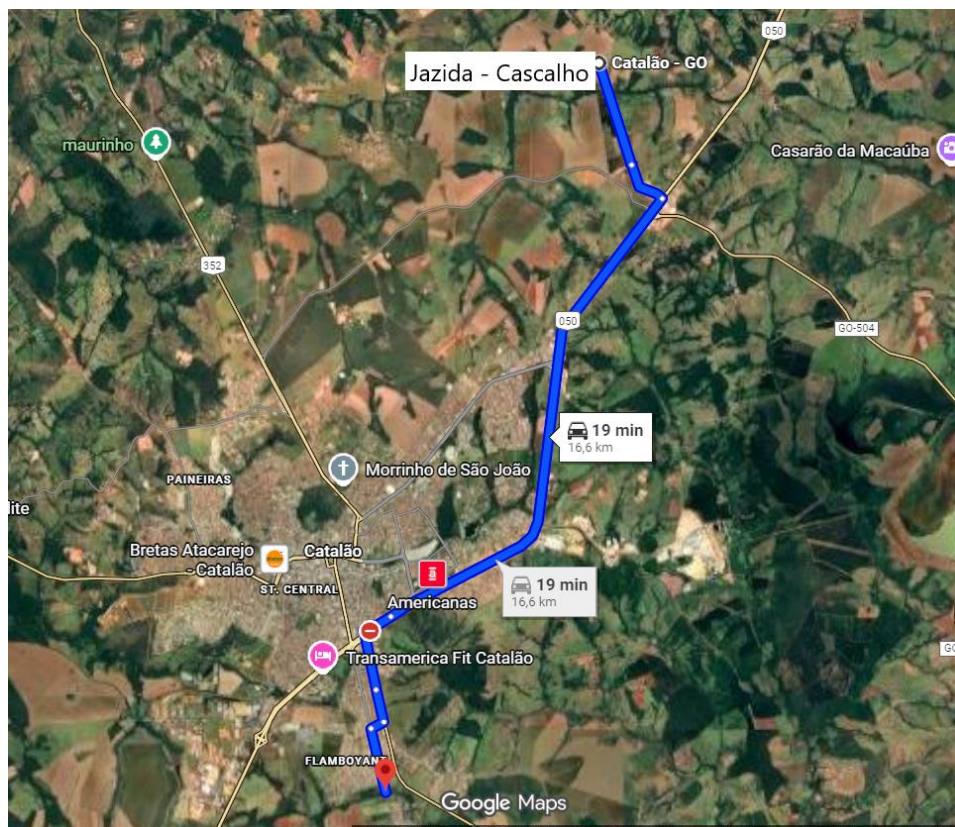 050
Jazida - Cascalho
Catalão - GO
maurinho
Casarão da Macaúba
352
050
GO-504
19 min
16,6 km
Morrinho de São João
PAINEIRAS
lite
Bretas Atacarejo
- Catalão
Catalão
ST. CENTRAL
19 min
16,6 km
Americanas
Transamerica Fit Catalão
FLAMBOYANT
Google Maps